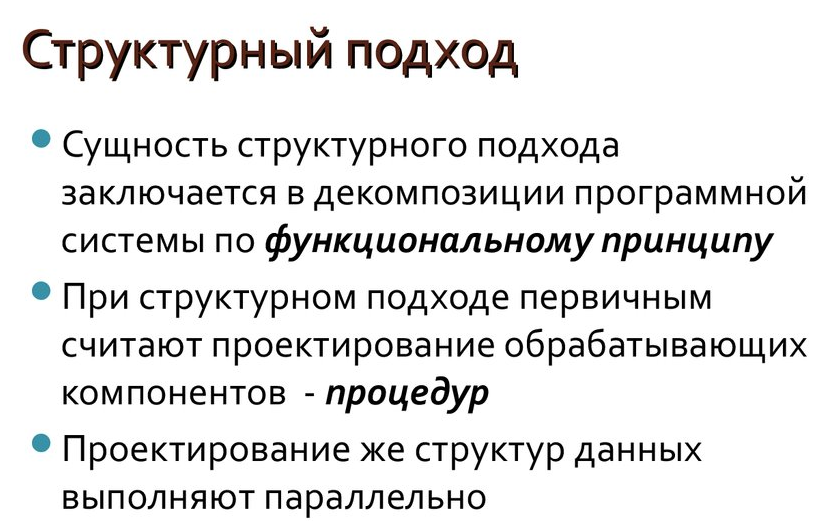 Структурный подход
Сущность структурного подхода
заключается в декомпозиции программной
системы по функциональному принципу
При структурном подходе первичным
считают проектирование обрабатывающих
компонентов - процедур
Проектирование же структур данных
выполняют параллельно